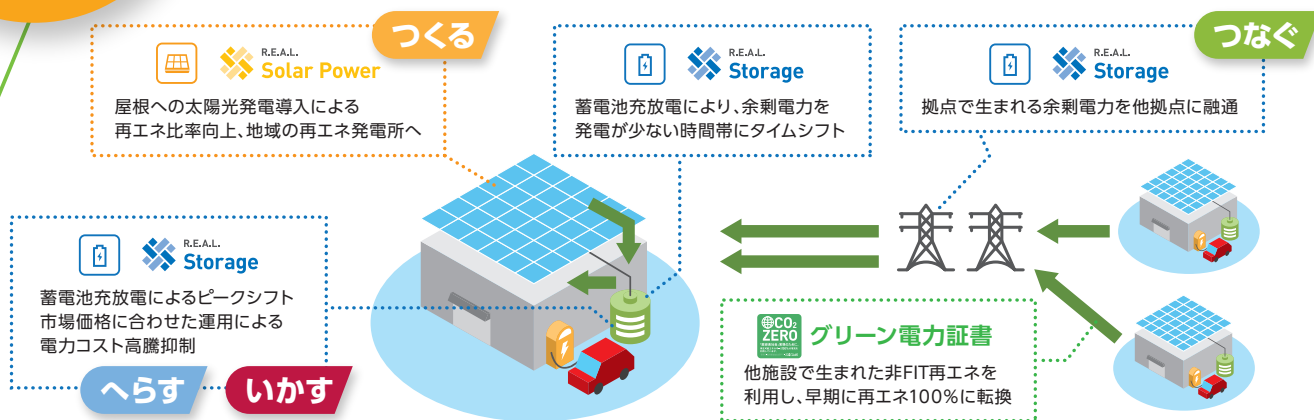 つくる
R.E.A.L.
Solar Power
屋根への太陽光発電導入による
再エネ比率向上、地域の再エネ発電所へ
R.E.A.L.
Storage
蓄電池充放電により、余剰電力を
発電が少ない時間帯にタイムシフト
つなぐ
R.E.A.L.
Storage
拠点で生まれる余剰電力を他拠点に融通
R.E.A.L.
Storage
蓄電池充放電によるピークシフト
市場価格に合わせた運用による
電力コスト高騰抑制
へらす
いかす
CO2
ZERO
グリーン電力証書
他施設で生まれた非FIT再エネを
利用し、早期に再エネ100%に転換